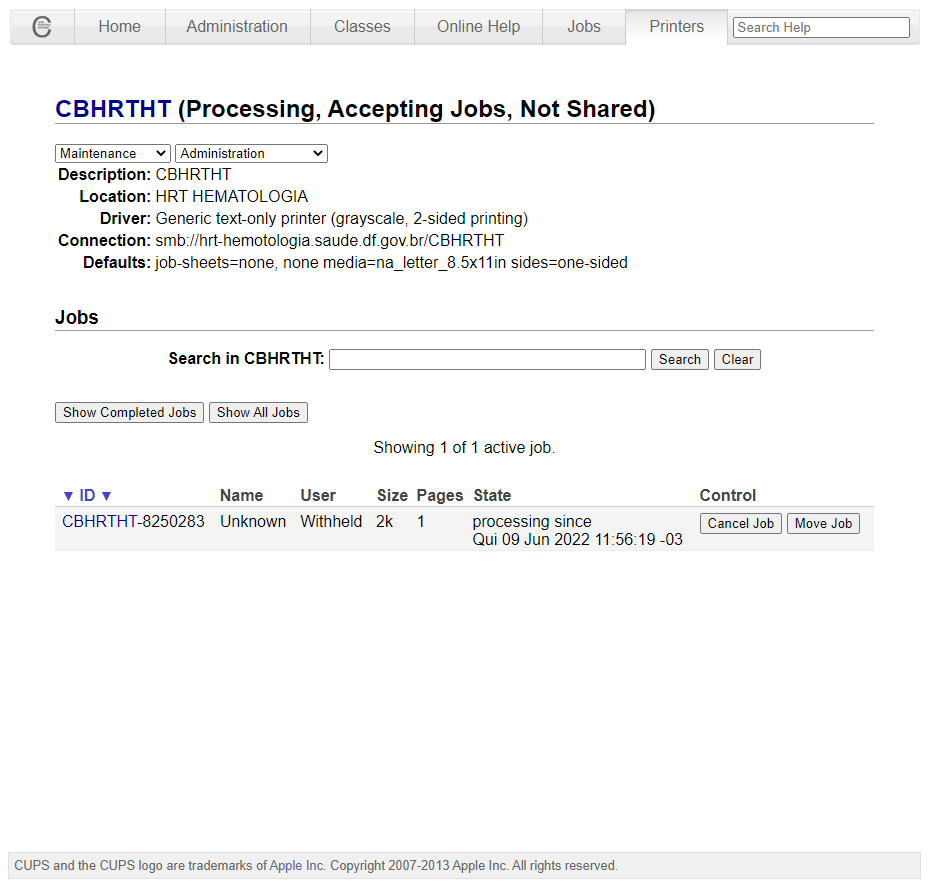 Home Administration Classes Online Help Jobs Printers Search Help
CBHRTHT (Processing, Accepting Jobs, Not Shared)
Maintenance Administration
Description: CBHRTHT
Location: HRT HEMATOLOGIA
Driver: Generic text-only printer (grayscale, 2-sided printing)
Connection: smb://hrt-hemotologia.saude.df.gov.br/CBHRTHT
Defaults: job-sheets=none, none media=na_letter_8.5x11in sides=one-sided
Jobs
Search in CBHRTHT: Search Clear
Show Completed Jobs Show All Jobs
Showing 1 of 1 active job.
▼ ID ▼ Name User Size Pages State Control
CBHRTHT-8250283 Unknown Withheld 2k 1 processing since Cancel Job Move Job
Qui 09 Jun 2022 11:56:19 -03
CUPS and the CUPS logo are trademarks of Apple Inc. Copyright 2007-2013 Apple Inc. All rights reserved.